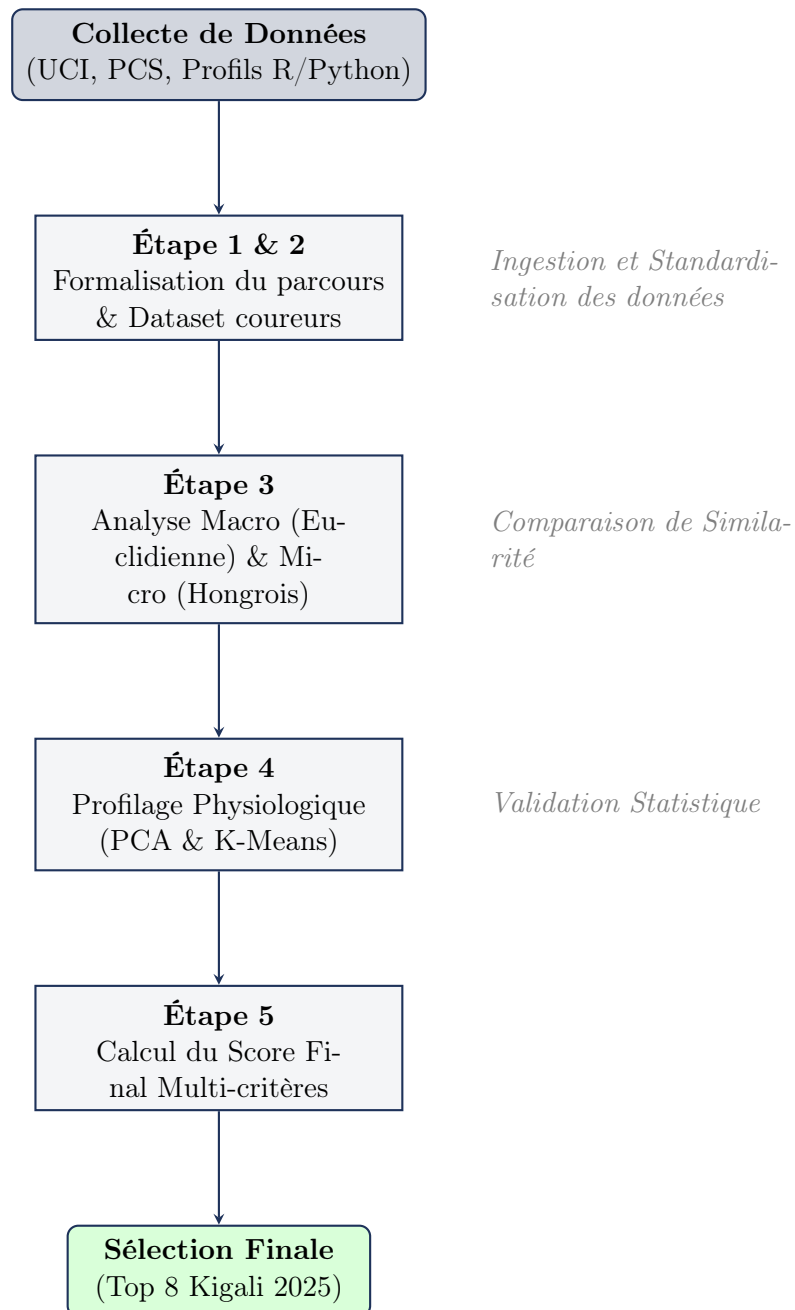 Collecte de Données
(UCI, PCS, Profils R/Python)
Étape 1 & 2
Formalisation du parcours
& Dataset coureurs
Ingestion et Standardi-
sation des données
Étape 3
Analyse Macro (Eu-
clidienne) & Mi-
cro (Hongrois)
Comparaison de Simila-
rité
Étape 4
Profilage Physiologique
(PCA & K-Means)
Validation Statistique
Étape 5
Calcul du Score Fi-
nal Multi-critères
Sélection Finale
(Top 8 Kigali 2025)